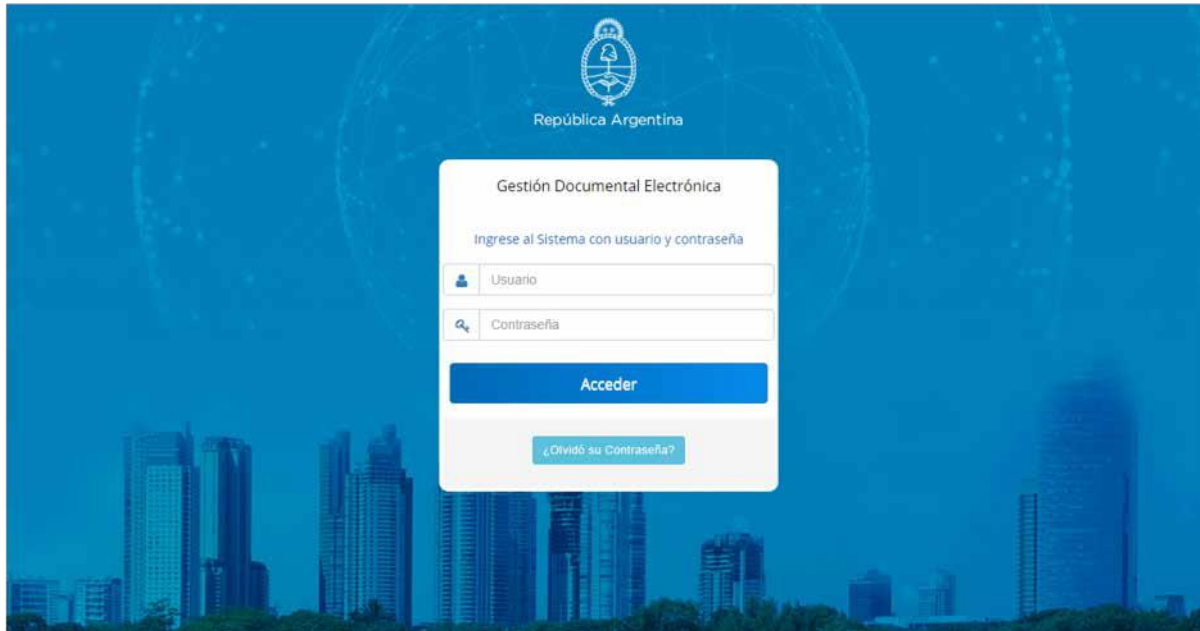 República Argentina
Gestión Documental Electrónica
Ingrese al Sistema con usuario y contraseña
Usuario
Contraseña
Acceder
¿Olvidó su Contraseña?